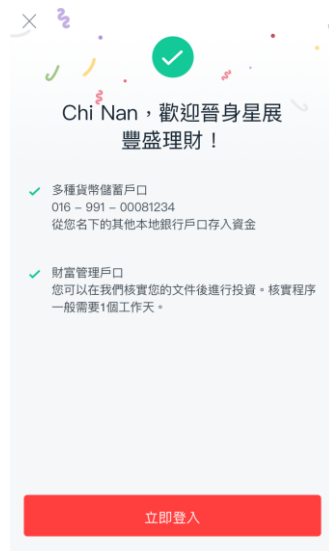 Chi Nan，歡迎晉身星展
豐盛理財！
多種貨幣儲蓄戶口
016 – 991 – 00081234
從您名下的其他本地銀行戶口存入資金
財富管理戶口
您可以在我們核實您的文件後進行投資。核實程序
一般需要1個工作天。
立即登入